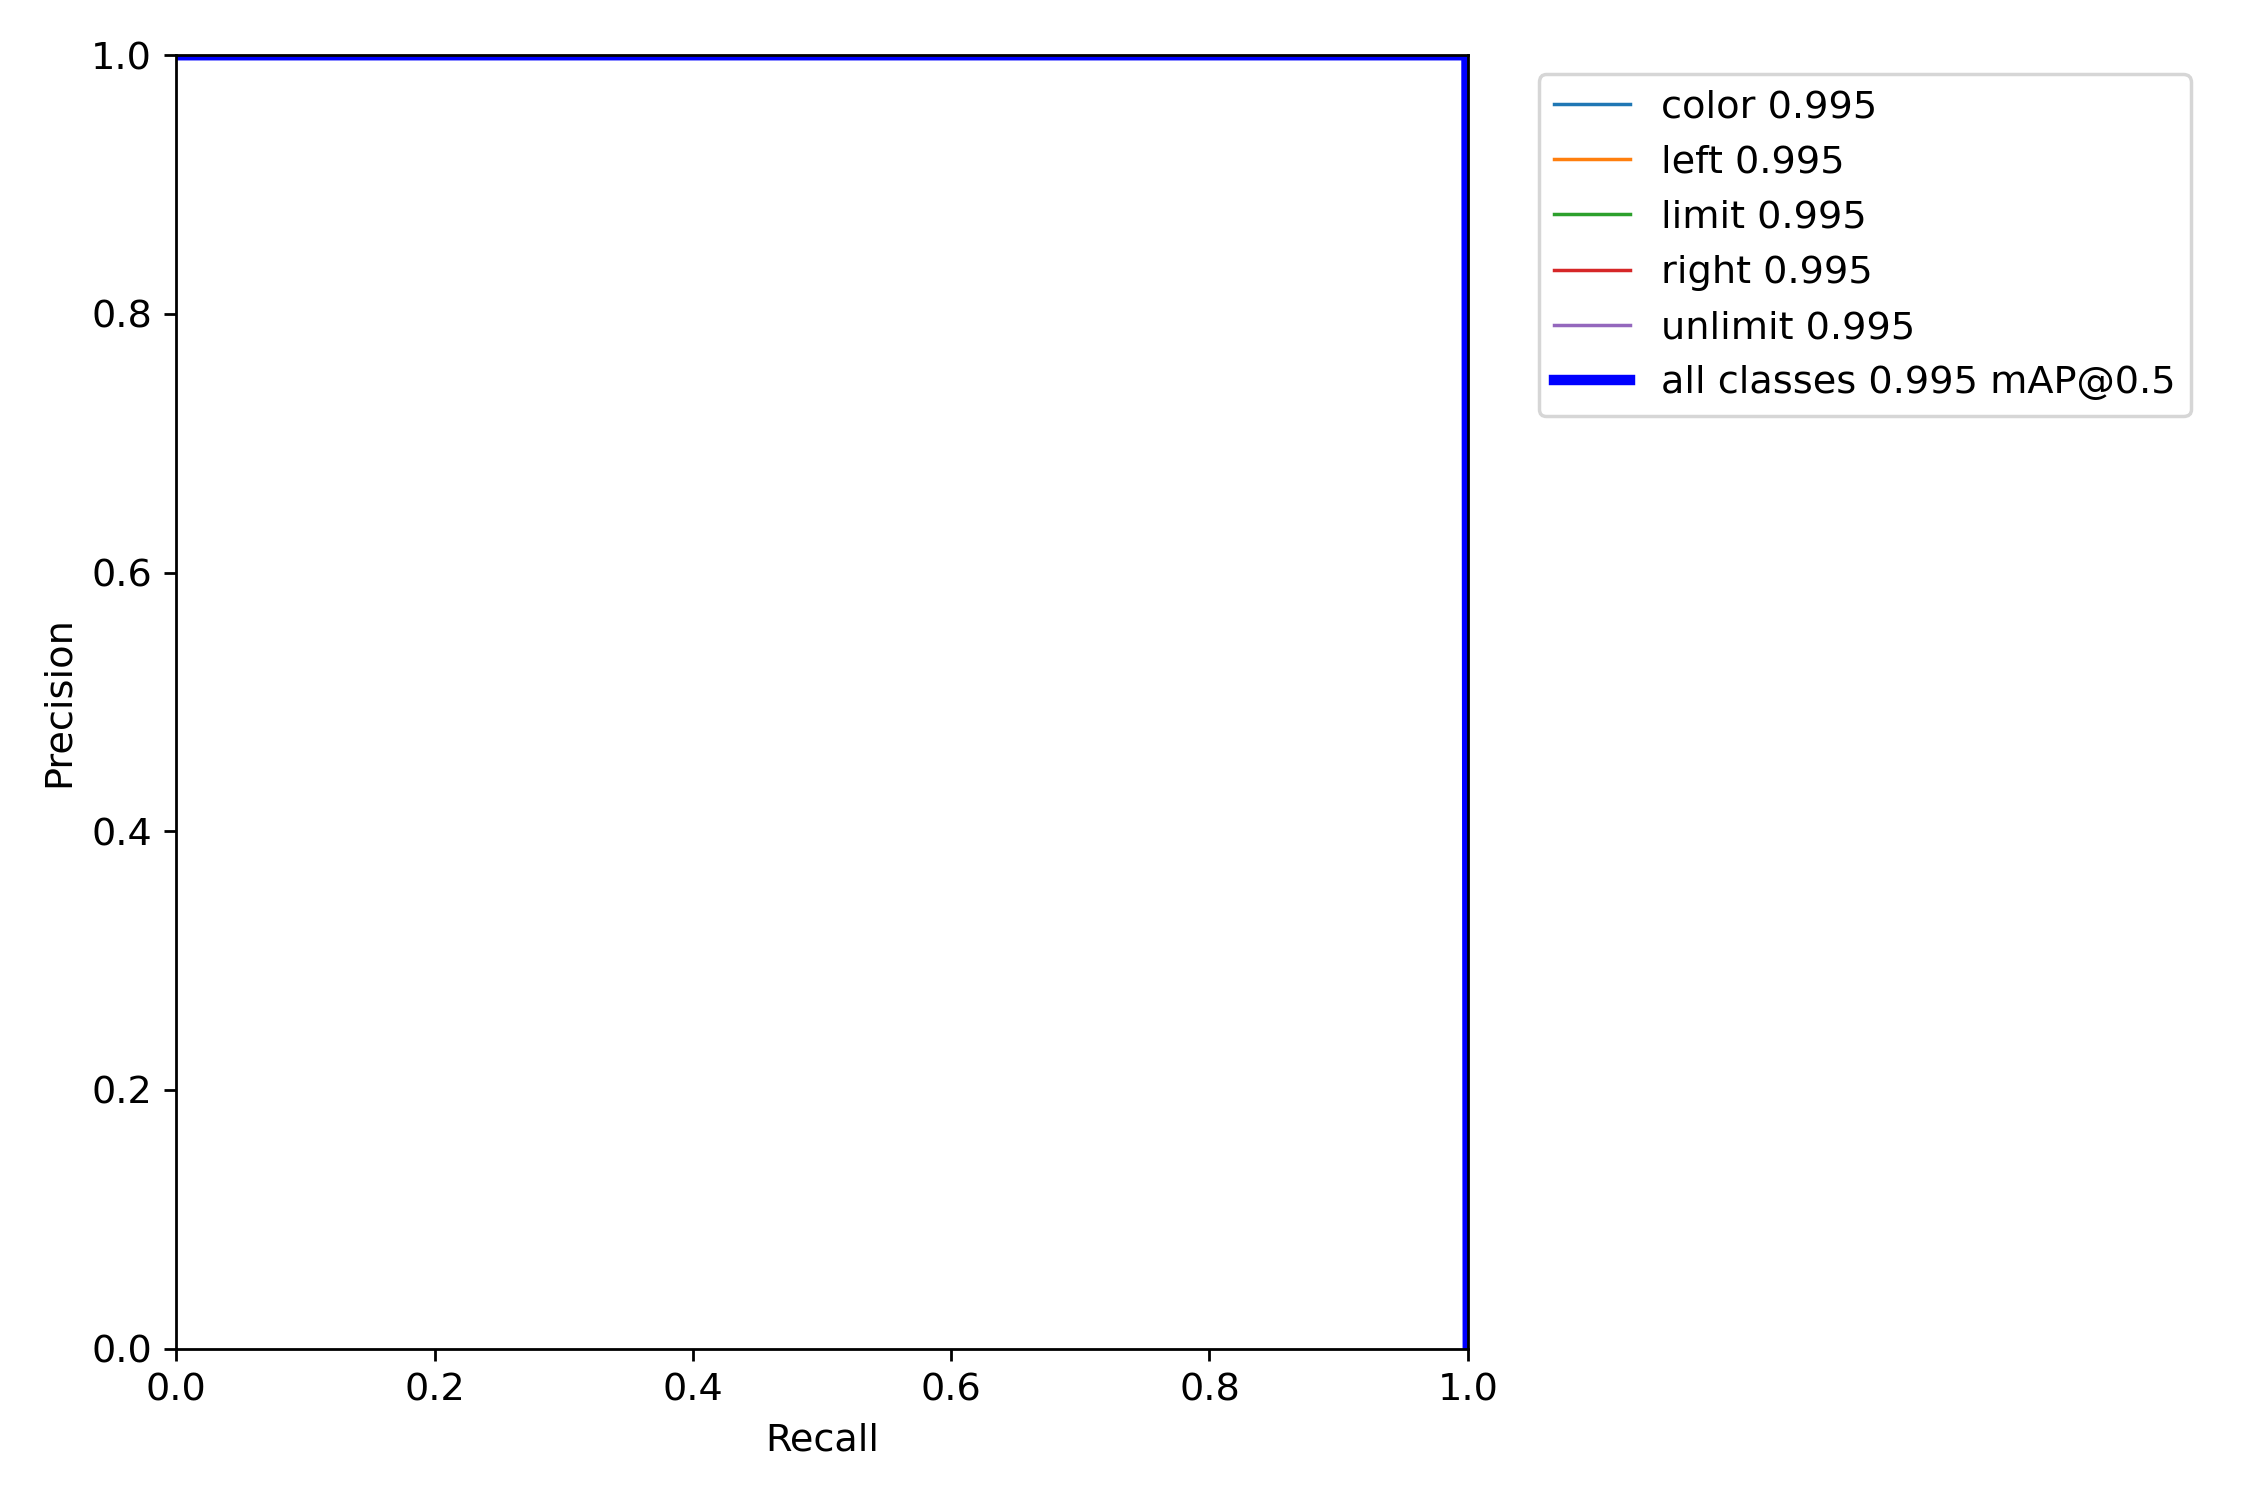 1.0
0.8
0.6
0.4
0.2
0.0
Precision
0.0 0.2 0.4 0.6 0.8 1.0
Recall
color 0.995
left 0.995
limit 0.995
right 0.995
unlimit 0.995
all classes 0.995 mAP@0.5